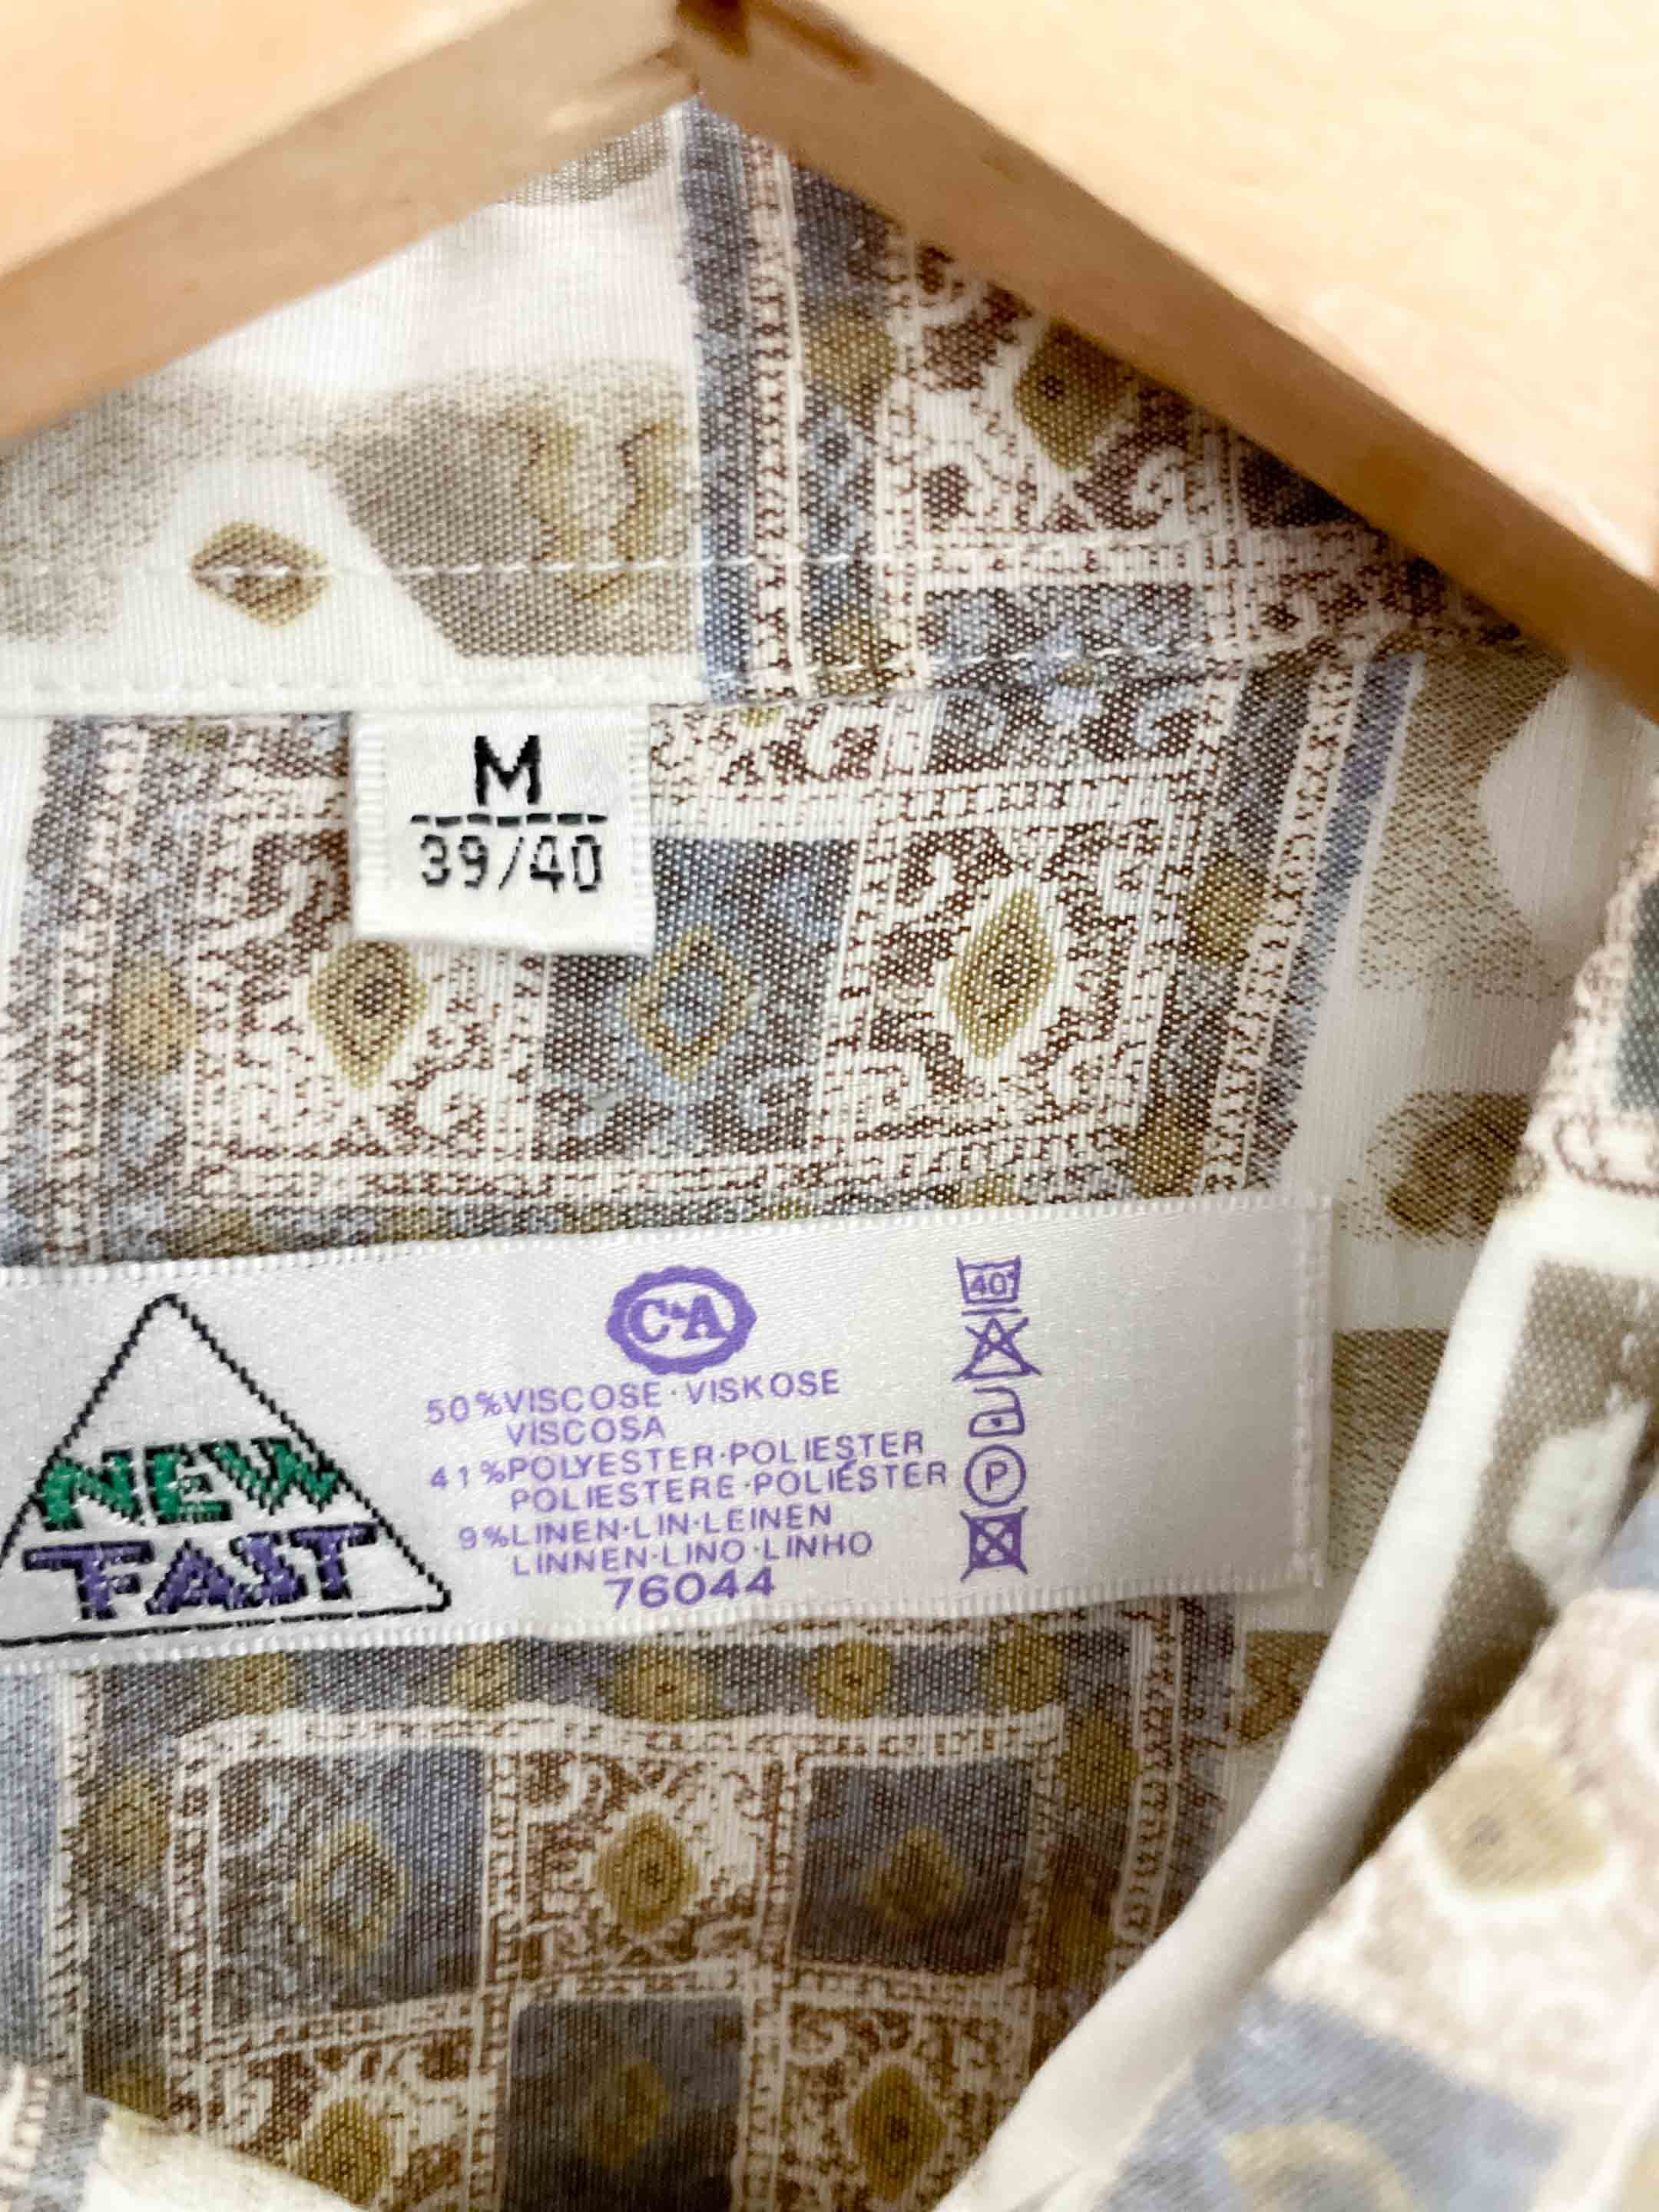 M
39/40
NEW
FAST
C&A
50%VISCOSE·VISKOSE
VISCOSA
41%POLYESTER·POLIESTER
POLIESTERE·POLIÉSTER
9%LINEN·LIN·LEINEN
LINNEN·LINO·LINHO
76044
40°
P